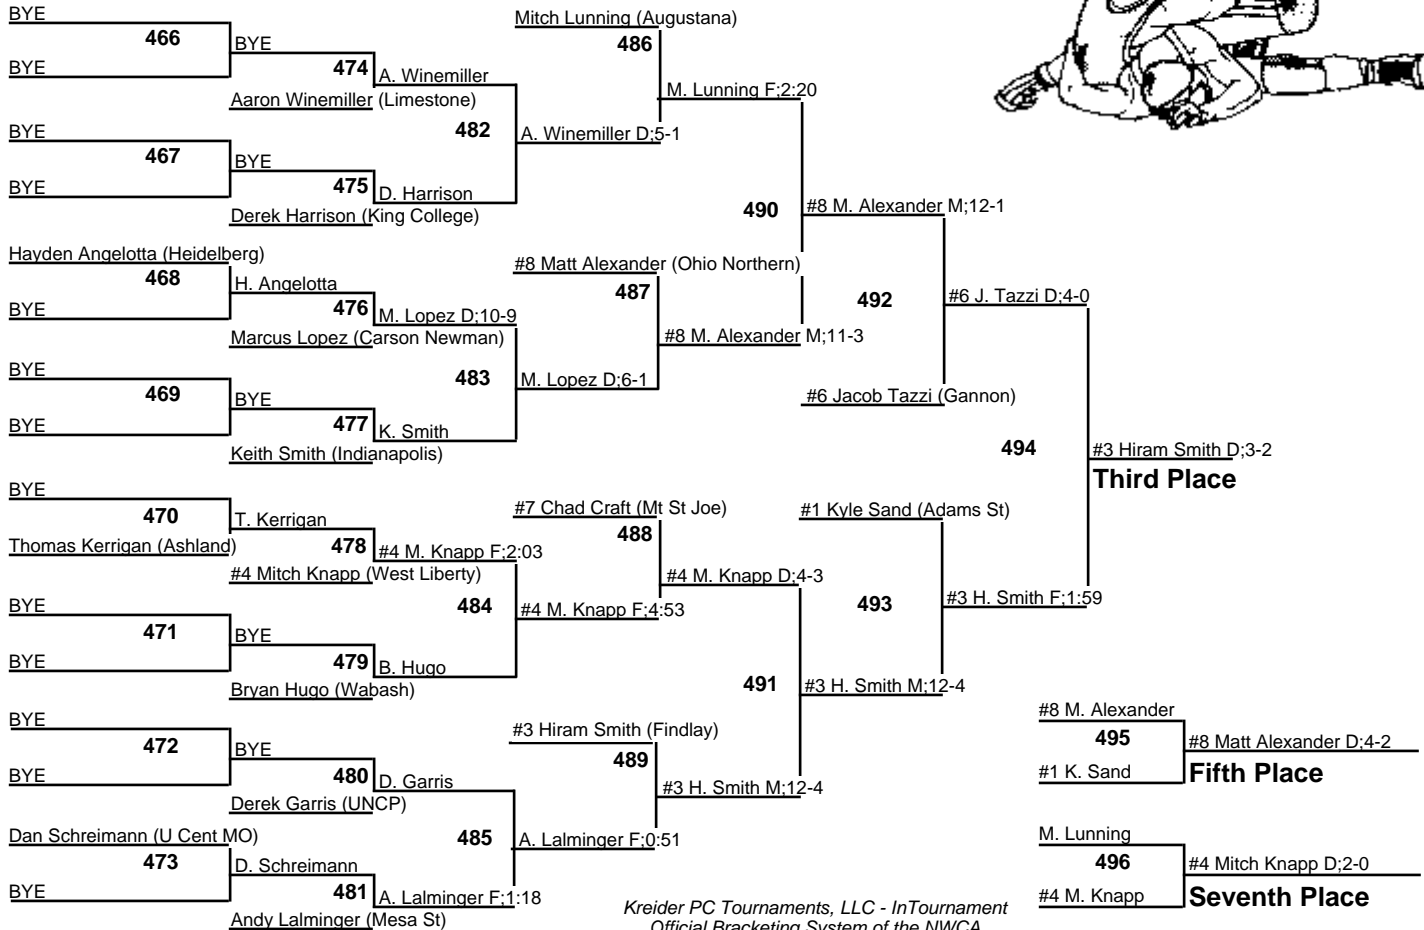 BYE
466
BYE
BYE
474
A. Winemiller
Aaron Winemiller (Limestone)
482
A. Winemiller D;5-1
BYE
467
BYE
BYE
475
D. Harrison
Derek Harrison (King College)
Mitch Lunning (Augustana)
486
M. Lunning F;2:20
Hayden Angelotta (Heidelberg)
468
BYE
H. Angelotta
476
M. Lopez D;10-9
Marcus Lopez (Carson Newman)
483
M. Lopez D;6-1
BYE
469
BYE
BYE
477
K. Smith
Keith Smith (Indianapolis)
#8 Matt Alexander (Ohio Northern)
487
#8 M. Alexander M;11-3
490
#8 M. Alexander M;12-1
492
#6 J. Tazzi D;4-0
#6 Jacob Tazzi (Gannon)
494
#3 Hiram Smith D;3-2
Third Place
BYE
470
Thomas Kerrigan (Ashland)
T. Kerrigan
478
#4 M. Knapp F;2:03
#4 Mitch Knapp (West Liberty)
484
#4 M. Knapp F;4:53
BYE
471
BYE
BYE
479
B. Hugo
Bryan Hugo (Wabash)
#7 Chad Craft (Mt St Joe)
488
#4 M. Knapp D;4-3
#1 Kyle Sand (Adams St)
493
#3 H. Smith F;1:59
491
#3 H. Smith M;12-4
BYE
472
BYE
BYE
480
D. Garris
Derek Garris (UNCP)
485
A. Lalminger F;0:51
Dan Schreimann (U Cent MO)
473
BYE
D. Schreimann
481
A. Lalminger F;1:18
Andy Lalminger (Mesa St)
#3 Hiram Smith (Findlay)
489
#3 H. Smith M;12-4
#8 M. Alexander
495
#1 K. Sand
#8 Matt Alexander D;4-2
Fifth Place
M. Lunning
496
#4 M. Knapp
#4 Mitch Knapp D;2-0
Seventh Place
Kreider PC Tournaments, LLC - InTournament
Official Bracketing System of the NWCA